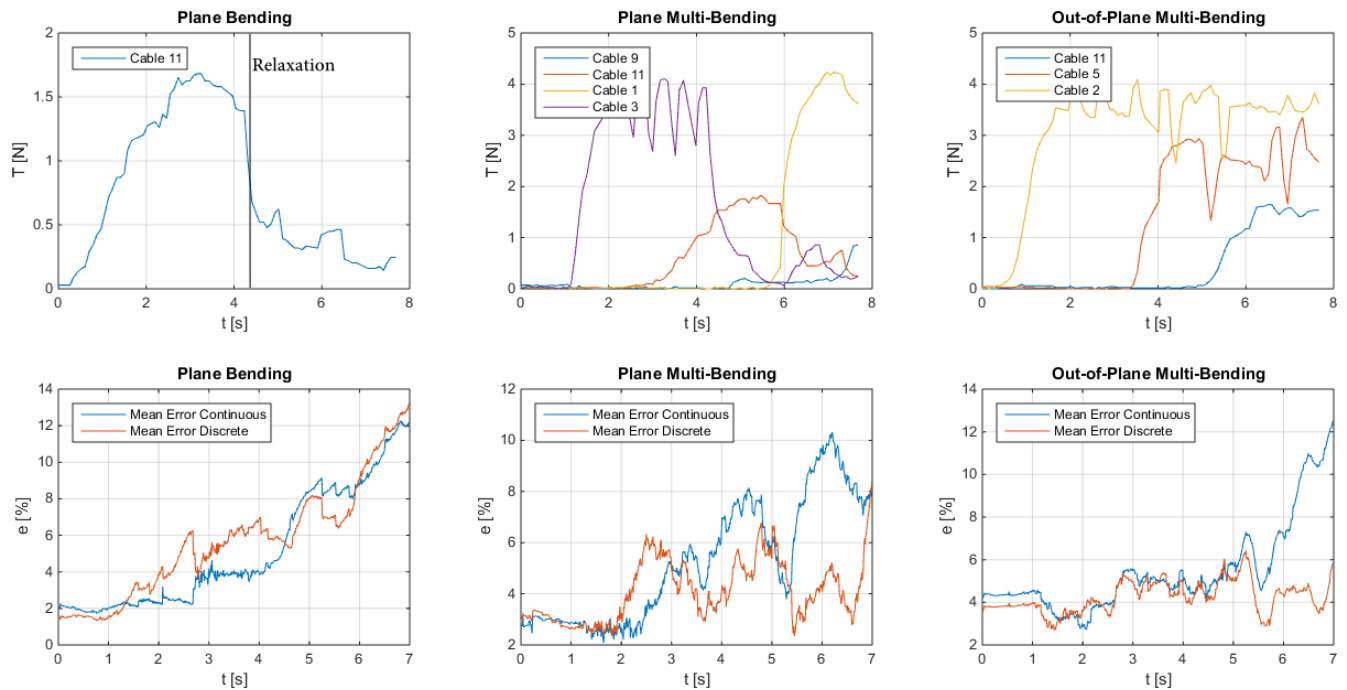 Plane Bending
2
1.5
1
0.5
0
T [N]
Cable 11
Relaxation
0 2 4 6 8
t [s]
Plane Multi-Bending
5
4
3
2
1
0
T [N]
Cable 9
Cable 11
Cable 1
Cable 3
0 2 4 6 8
t [s]
Out-of-Plane Multi-Bending
5
4
3
2
1
0
T [N]
Cable 11
Cable 5
Cable 2
0 2 4 6 8
t [s]
Plane Bending
14
12
10
8
6
4
2
0
e [%]
Mean Error Continuous
Mean Error Discrete
0 1 2 3 4 5 6 7
t [s]
Plane Multi-Bending
12
10
8
6
4
2
e [%]
Mean Error Continuous
Mean Error Discrete
0 1 2 3 4 5 6 7
t [s]
Out-of-Plane Multi-Bending
14
12
10
8
6
4
2
e [%]
Mean Error Continuous
Mean Error Discrete
0 1 2 3 4 5 6 7
t [s]